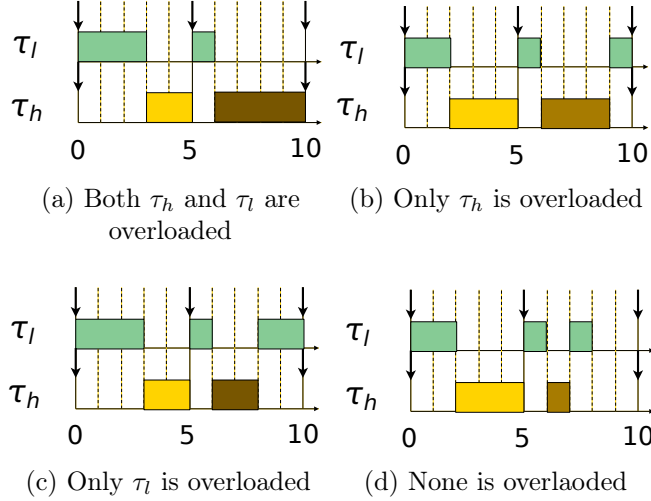 τl
τh
0 5 10
(a) Both τh and τl are
overloaded
τl
τh
0 5 10
(b) Only τh is overloaded
τl
τh
0 5 10
(c) Only τl is overloaded
τl
τh
0 5 10
(d) None is overlaoded